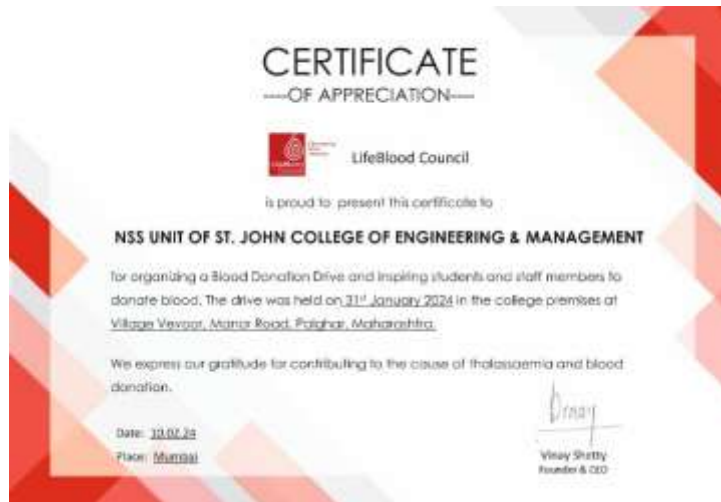 CERTIFICATE
----OF APPRECIATION----
LifeBlood Council
is proud to present this certificate to
NSS UNIT OF ST. JOHN COLLEGE OF ENGINEERING & MANAGEMENT
for organizing a Blood Donation Drive and inspiring students and staff members to
donate blood. The drive was held on 31st January 2024 in the college premises at
Village Vevoor, Manor Road, Palghar, Maharashtra.
We express our gratitude for contributing to the cause of thalassaemia and blood
donation.
Date: 10.02.24
Place: Mumbai
Vinay Shetty
Founder & CEO